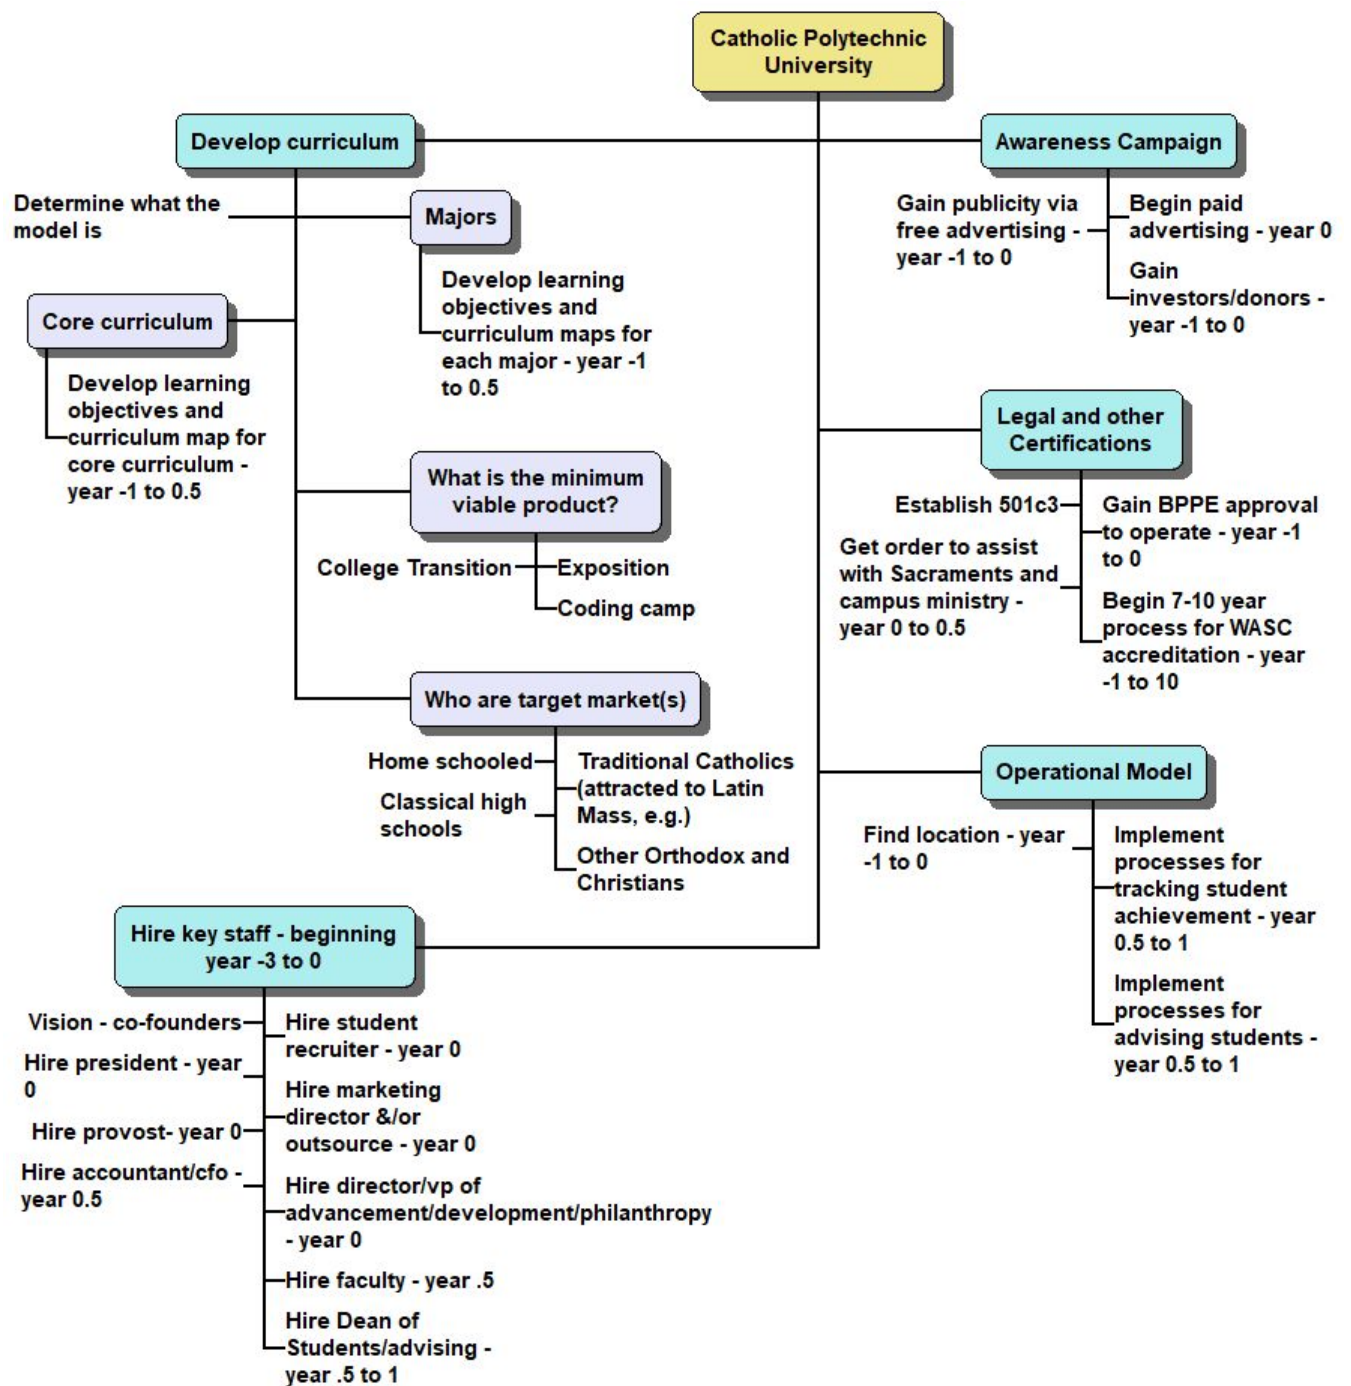 Catholic Polytechnic
University
Develop curriculum
Determine what the
model is
Majors
Develop learning
objectives and
curriculum maps for
each major - year -1
to 0.5
Core curriculum
Develop learning
objectives and
curriculum map for
core curriculum -
year -1 to 0.5
What is the minimum
viable product?
College Transition
Exposition
Coding camp
Who are target market(s)
Home schooled
Classical high
schools
Traditional Catholics
(attracted to Latin
Mass, e.g.)
Other Orthodox and
Christians
Awareness Campaign
Gain publicity via
free advertising -
year -1 to 0
Begin paid
advertising - year 0
Gain
investors/donors -
year -1 to 0
Legal and other
Certifications
Establish 501c3
Get order to assist
with Sacraments and
campus ministry -
year 0 to 0.5
Gain BPPE approval
to operate - year -1
to 0
Begin 7-10 year
process for WASC
accreditation - year
-1 to 10
Operational Model
Find location - year
-1 to 0
Implement
processes for
tracking student
achievement - year
0.5 to 1
Implement
processes for
advising students -
year 0.5 to 1
Hire key staff - beginning
year -3 to 0
Vision - co-founders
Hire president - year
0
Hire provost- year 0
Hire accountant/cfo -
year 0.5
Hire student
recruiter - year 0
Hire marketing
director &/or
outsource - year 0
Hire director/vp of
advancement/development/philanthropy
- year 0
Hire faculty - year .5
Hire Dean of
Students/advising -
year .5 to 1